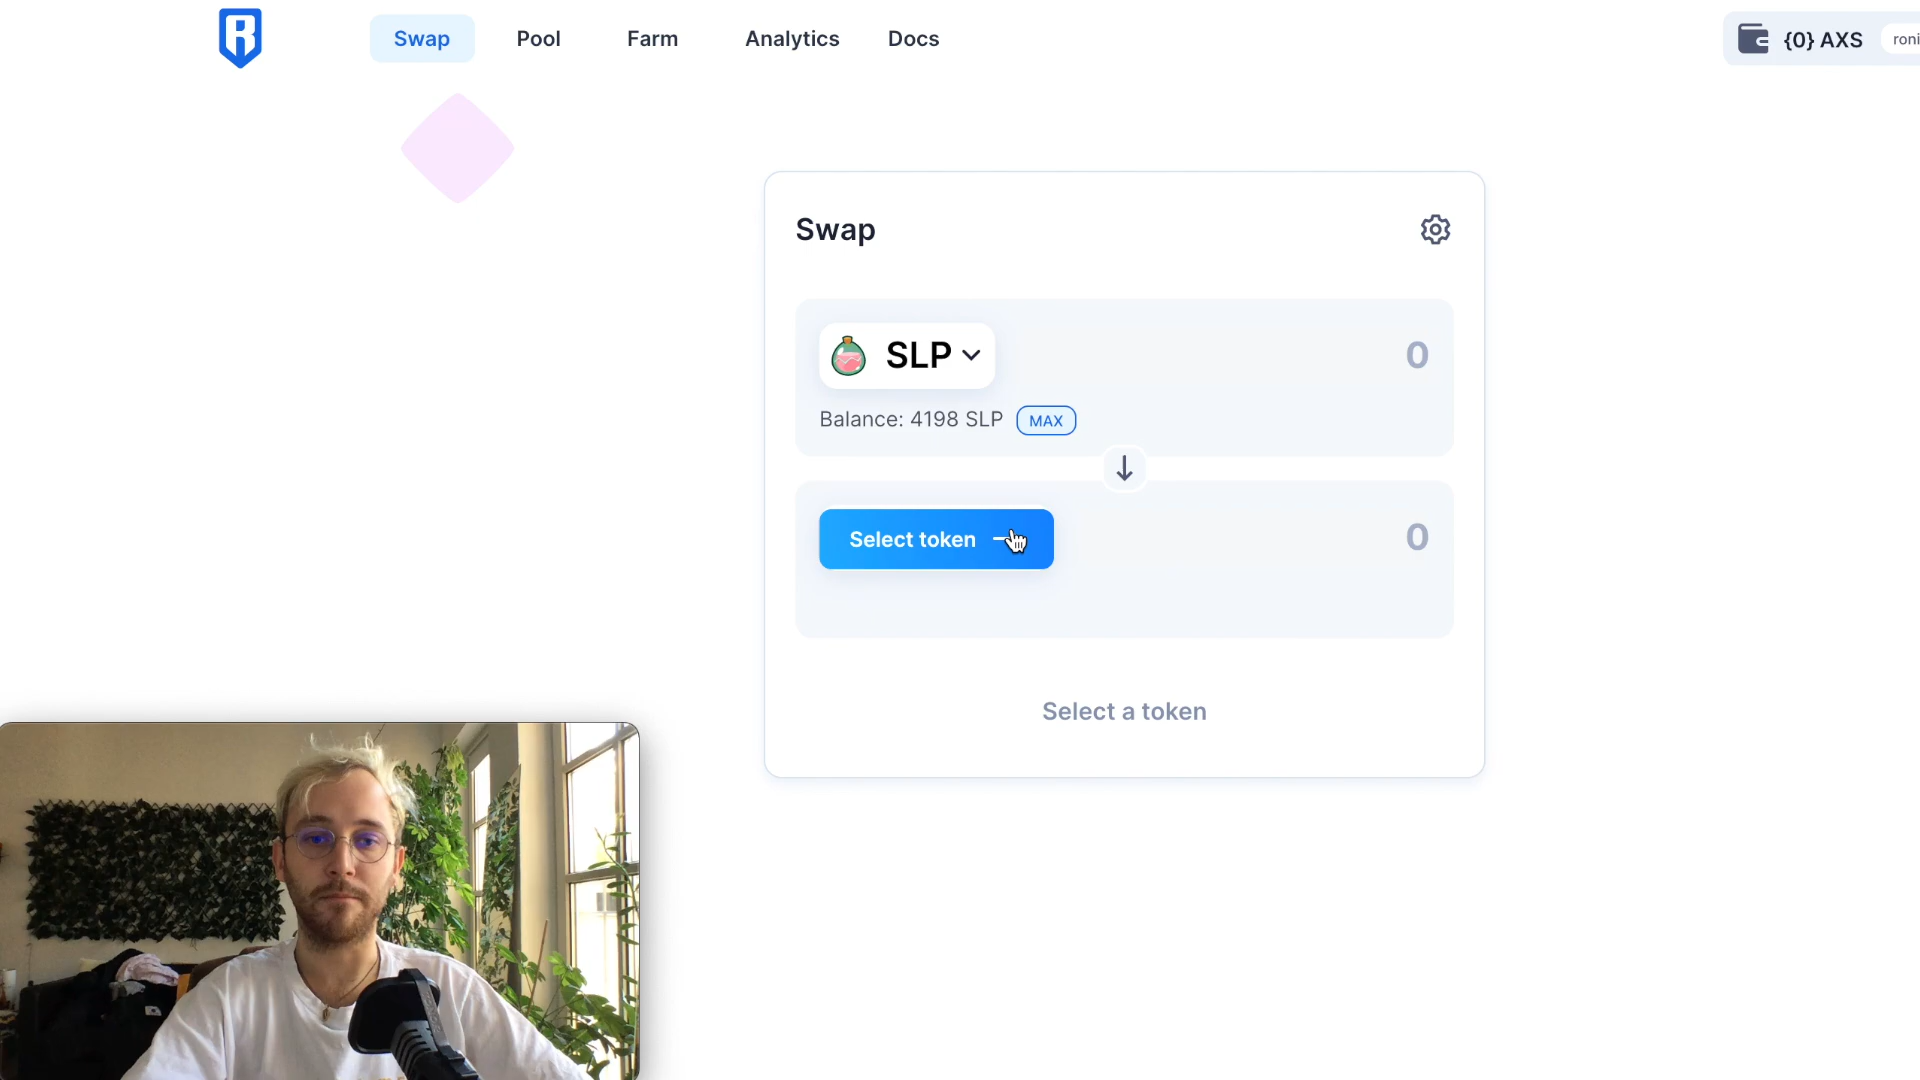 Swap
Pool
Farm
Analytics
Docs
{0} AXS
roni
Swap
SLP
0
Balance: 4198 SLP
MAX
Select token
0
Select a token